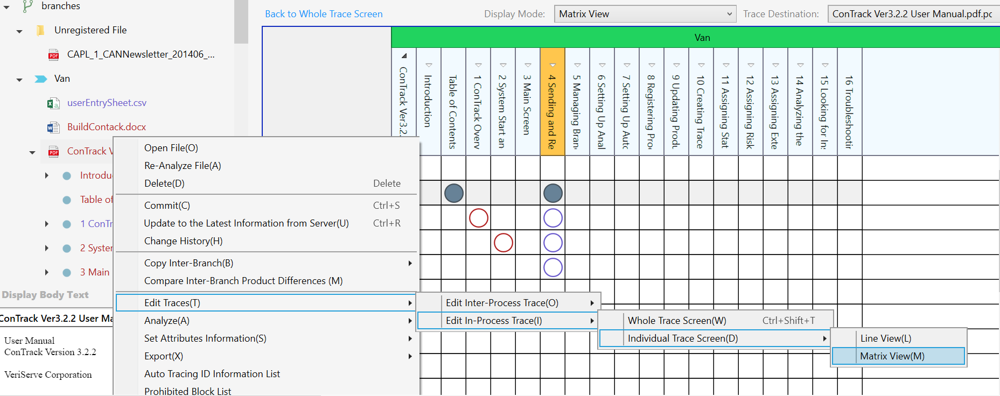 branches
Unregistered File
CAPL_1_CANNewsletter_201406_...
Van
userEntrySheet.csv
BuildContack.docx
ConTrack V
Introdu
Table of
1 ConTr
2 System
3 Main
Display Body Text
ConTrack Ver3.2.2 User Ma
User Manual
ConTrack Version 3.2.2
VeriServe Corporation
Back to Whole Trace Screen
Display Mode:
Matrix View
Trace Destination:
ConTrack Ver3.2.2 User Manual.pdf.pc
Van
ConTrack Ver3.2.
Introduction
Table of Contents
1 ConTrack Overv
2 System Start an
3 Main Screen
4 Sending and Re
5 Managing Bran
6 Setting Up Anal
7 Setting Up Auto
8 Registering Pro
9 Updating Produ
10 Creating Trace
11 Assigning Stat
12 Assigning Risk
13 Assigning Exte
14 Analyzing the
15 Looking for In
16 Troubleshootin
Open File(O)
Re-Analyze File(A)
Delete(D) Delete
Commit(C) Ctrl+S
Update to the Latest Information from Server(U) Ctrl+R
Change History(H)
Copy Inter-Branch(B)
Compare Inter-Branch Product Differences (M)
Edit Traces(T)
Analyze(A)
Set Attributes Information(S)
Export(X)
Auto Tracing ID Information List
Prohibited Block List
Edit Inter-Process Trace(O)
Edit In-Process Trace(I)
Whole Trace Screen(W) Ctrl+Shift+T
Individual Trace Screen(D)
Line View(L)
Matrix View(M)
PDF
PDF